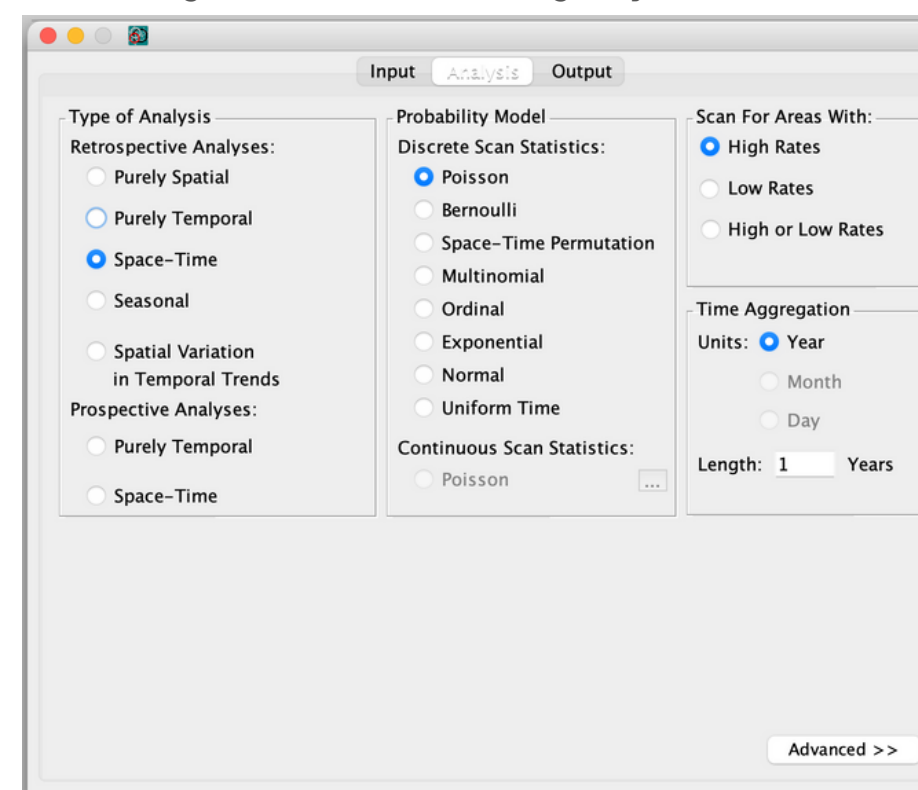 Input Analysis Output
Type of Analysis
Retrospective Analyses:
Purely Spatial
Purely Temporal
Space-Time
Seasonal
Spatial Variation
in Temporal Trends
Prospective Analyses:
Purely Temporal
Space-Time
Probability Model
Discrete Scan Statistics:
Poisson
Bernoulli
Space-Time Permutation
Multinomial
Ordinal
Exponential
Normal
Uniform Time
Continuous Scan Statistics:
Poisson
...
Scan For Areas With:
High Rates
Low Rates
High or Low Rates
Time Aggregation
Units: Year
Month
Day
Length: 1 Years
Advanced >>